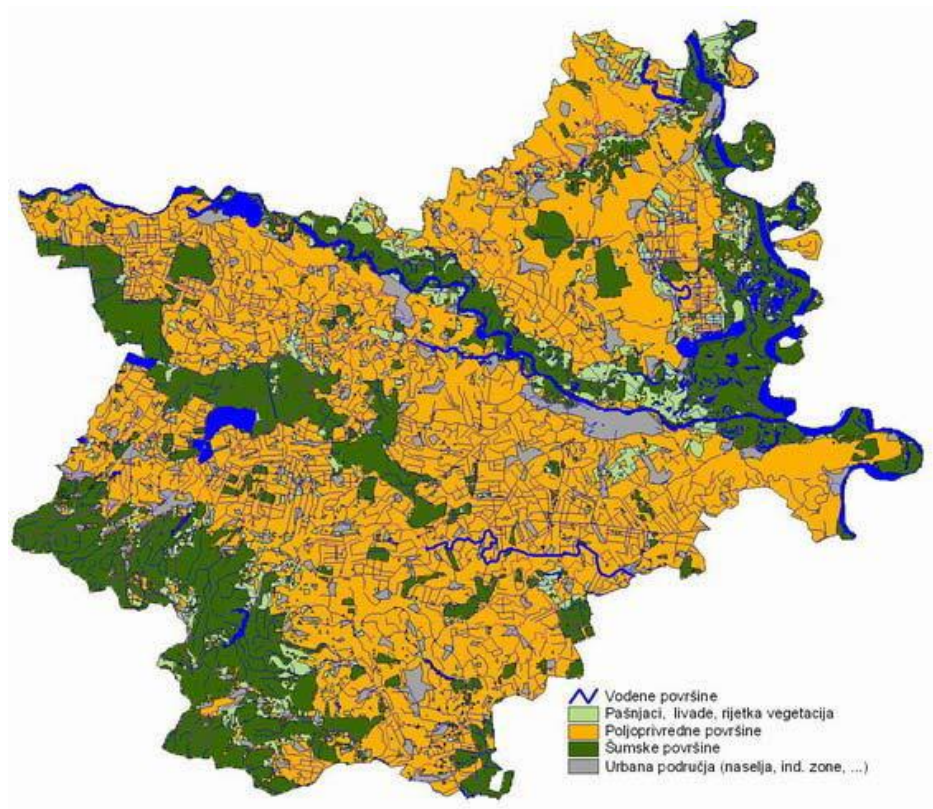 Vodene površine
Pašnjaci, livade, rijetka vegetacija
Poljoprivredne površine
Šumske površine
Urbana područja (naselja, ind. zone, ...)